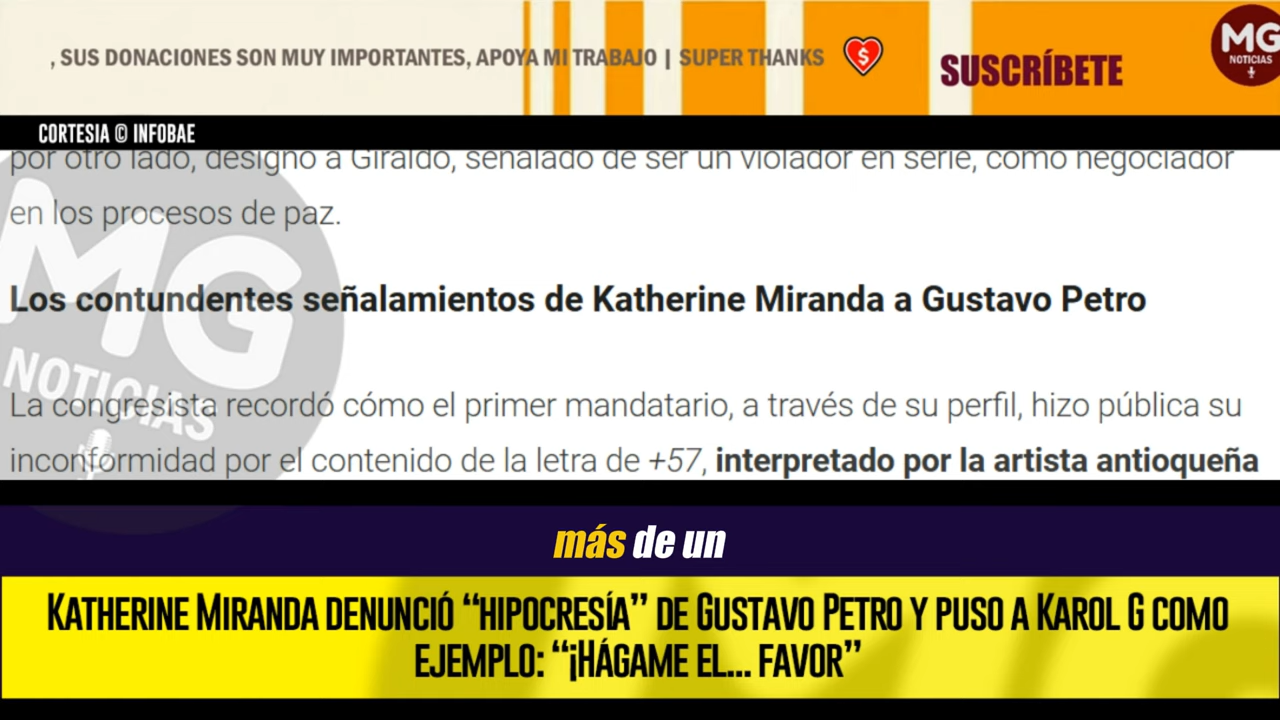 , SUS DONACIONES SON MUY IMPORTANTES, APOYA MI TRABAJO | SUPER THANKS
$
SUSCRÍBETE
MG
NOTICIAS
CORTESIA © INFOBAE
por otro lado, designó a Giraldo, señalado de ser un violador en serie, como negociador
en los procesos de paz.
MG
NOTICIAS
Los contundentes señalamientos de Katherine Miranda a Gustavo Petro
La congresista recordó cómo el primer mandatario, a través de su perfil, hizo pública su
inconformidad por el contenido de la letra de +57, interpretado por la artista antioqueña
más de un
KATHERINE MIRANDA DENUNCIÓ “HIPOCRESÍA” DE GUSTAVO PETRO Y PUSO A KAROL G COMO
EJEMPLO: “¡HÁGAME EL... FAVOR”